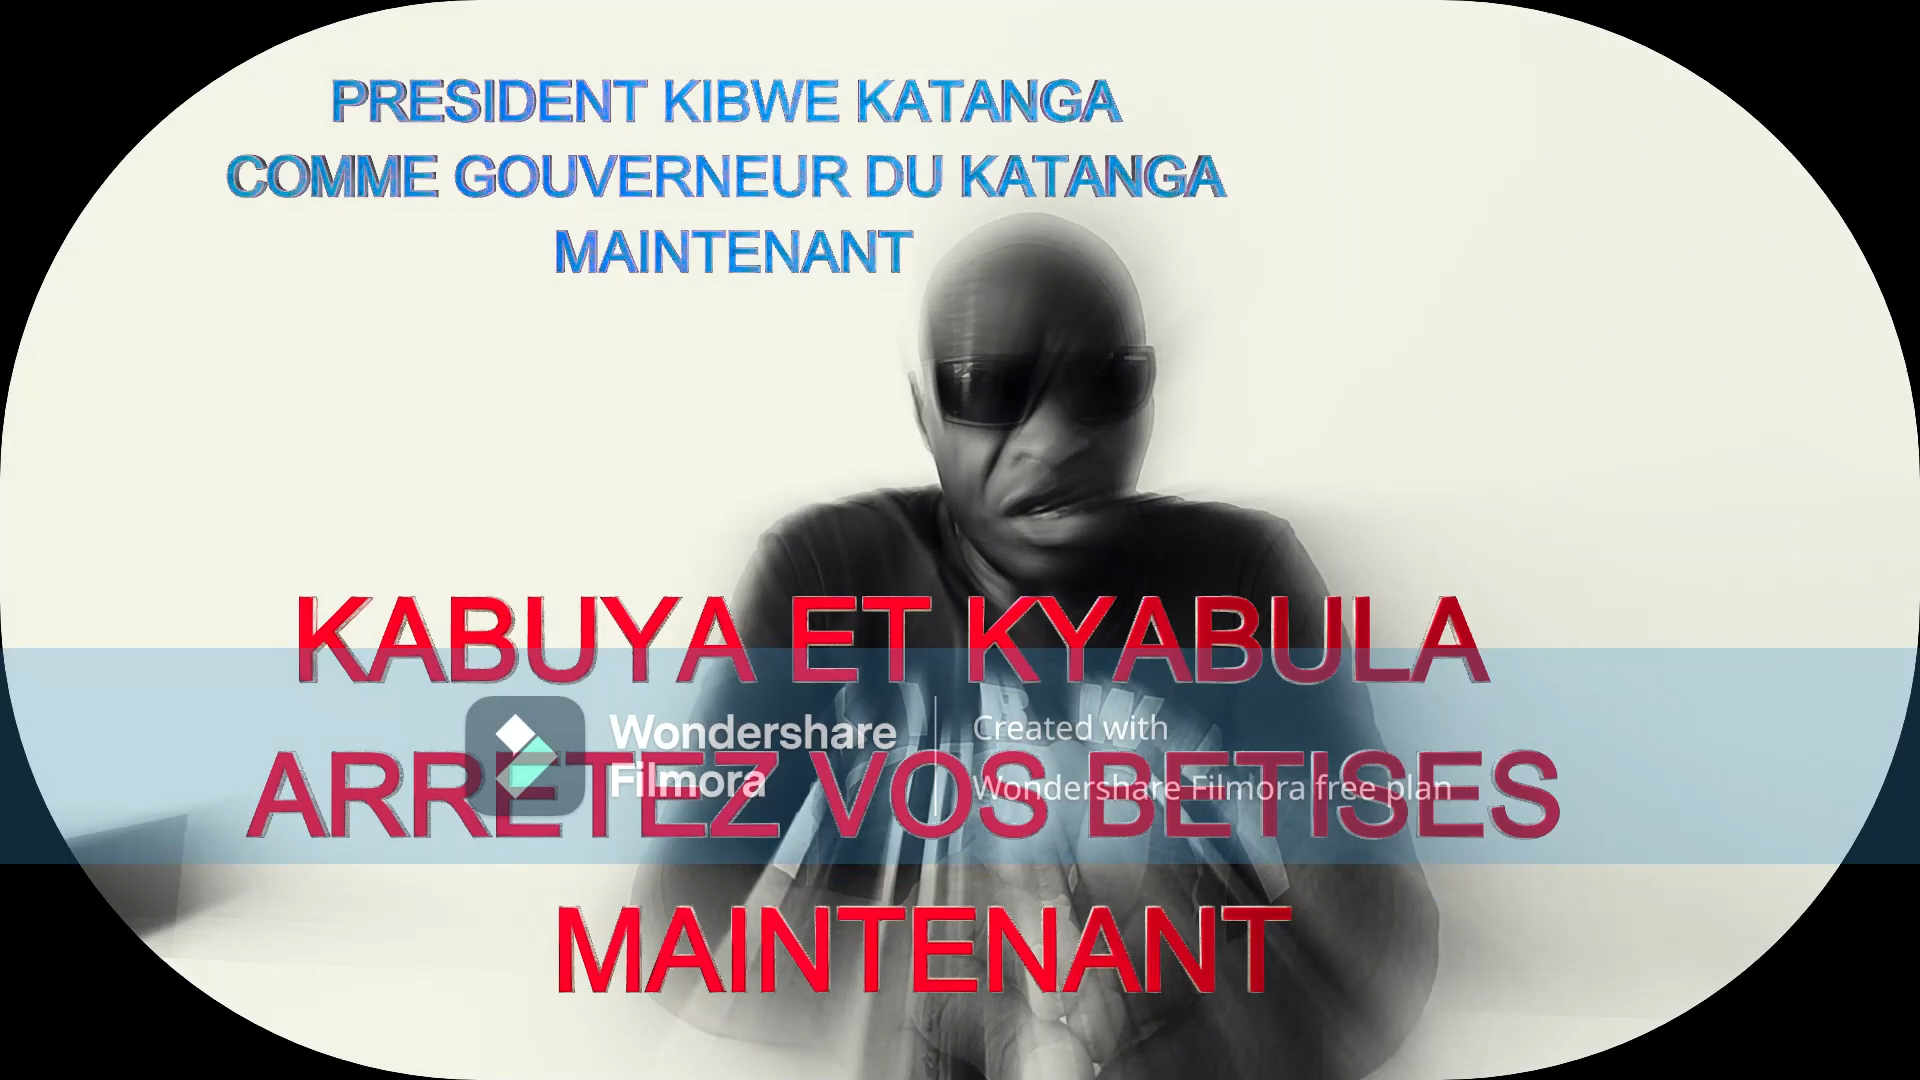 PRESIDENT KIBWE KATANGA
COMME GOUVERNEUR DU KATANGA
MAINTENANT
KABUYA ET KYABULA
ARRETEZ VOS BETISES
MAINTENANT
Wondershare
Filmora
Created with
Wondershare Filmora free plan